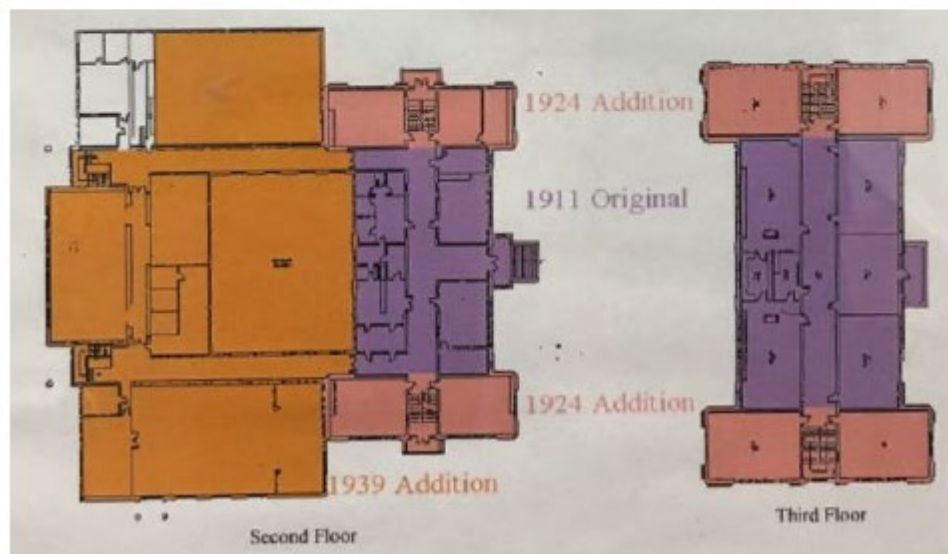 1924 Addition
1911 Original
1924 Addition
1939 Addition
Second Floor
Third Floor